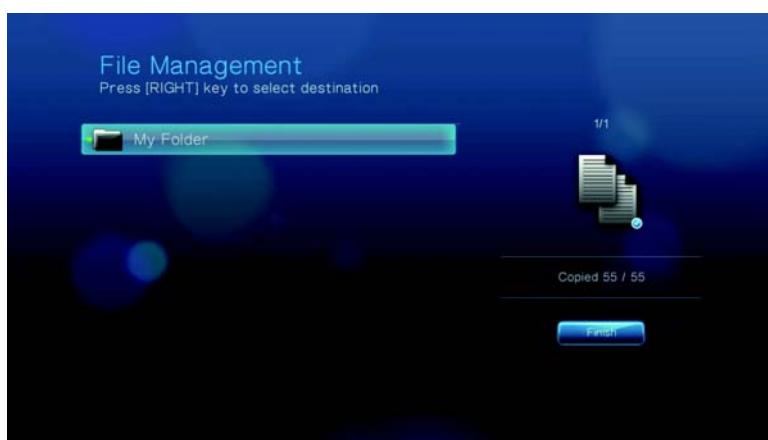 File Management
Press [RIGHT] key to select destination
My Folder
1/1
Copied 55 / 55
Finish